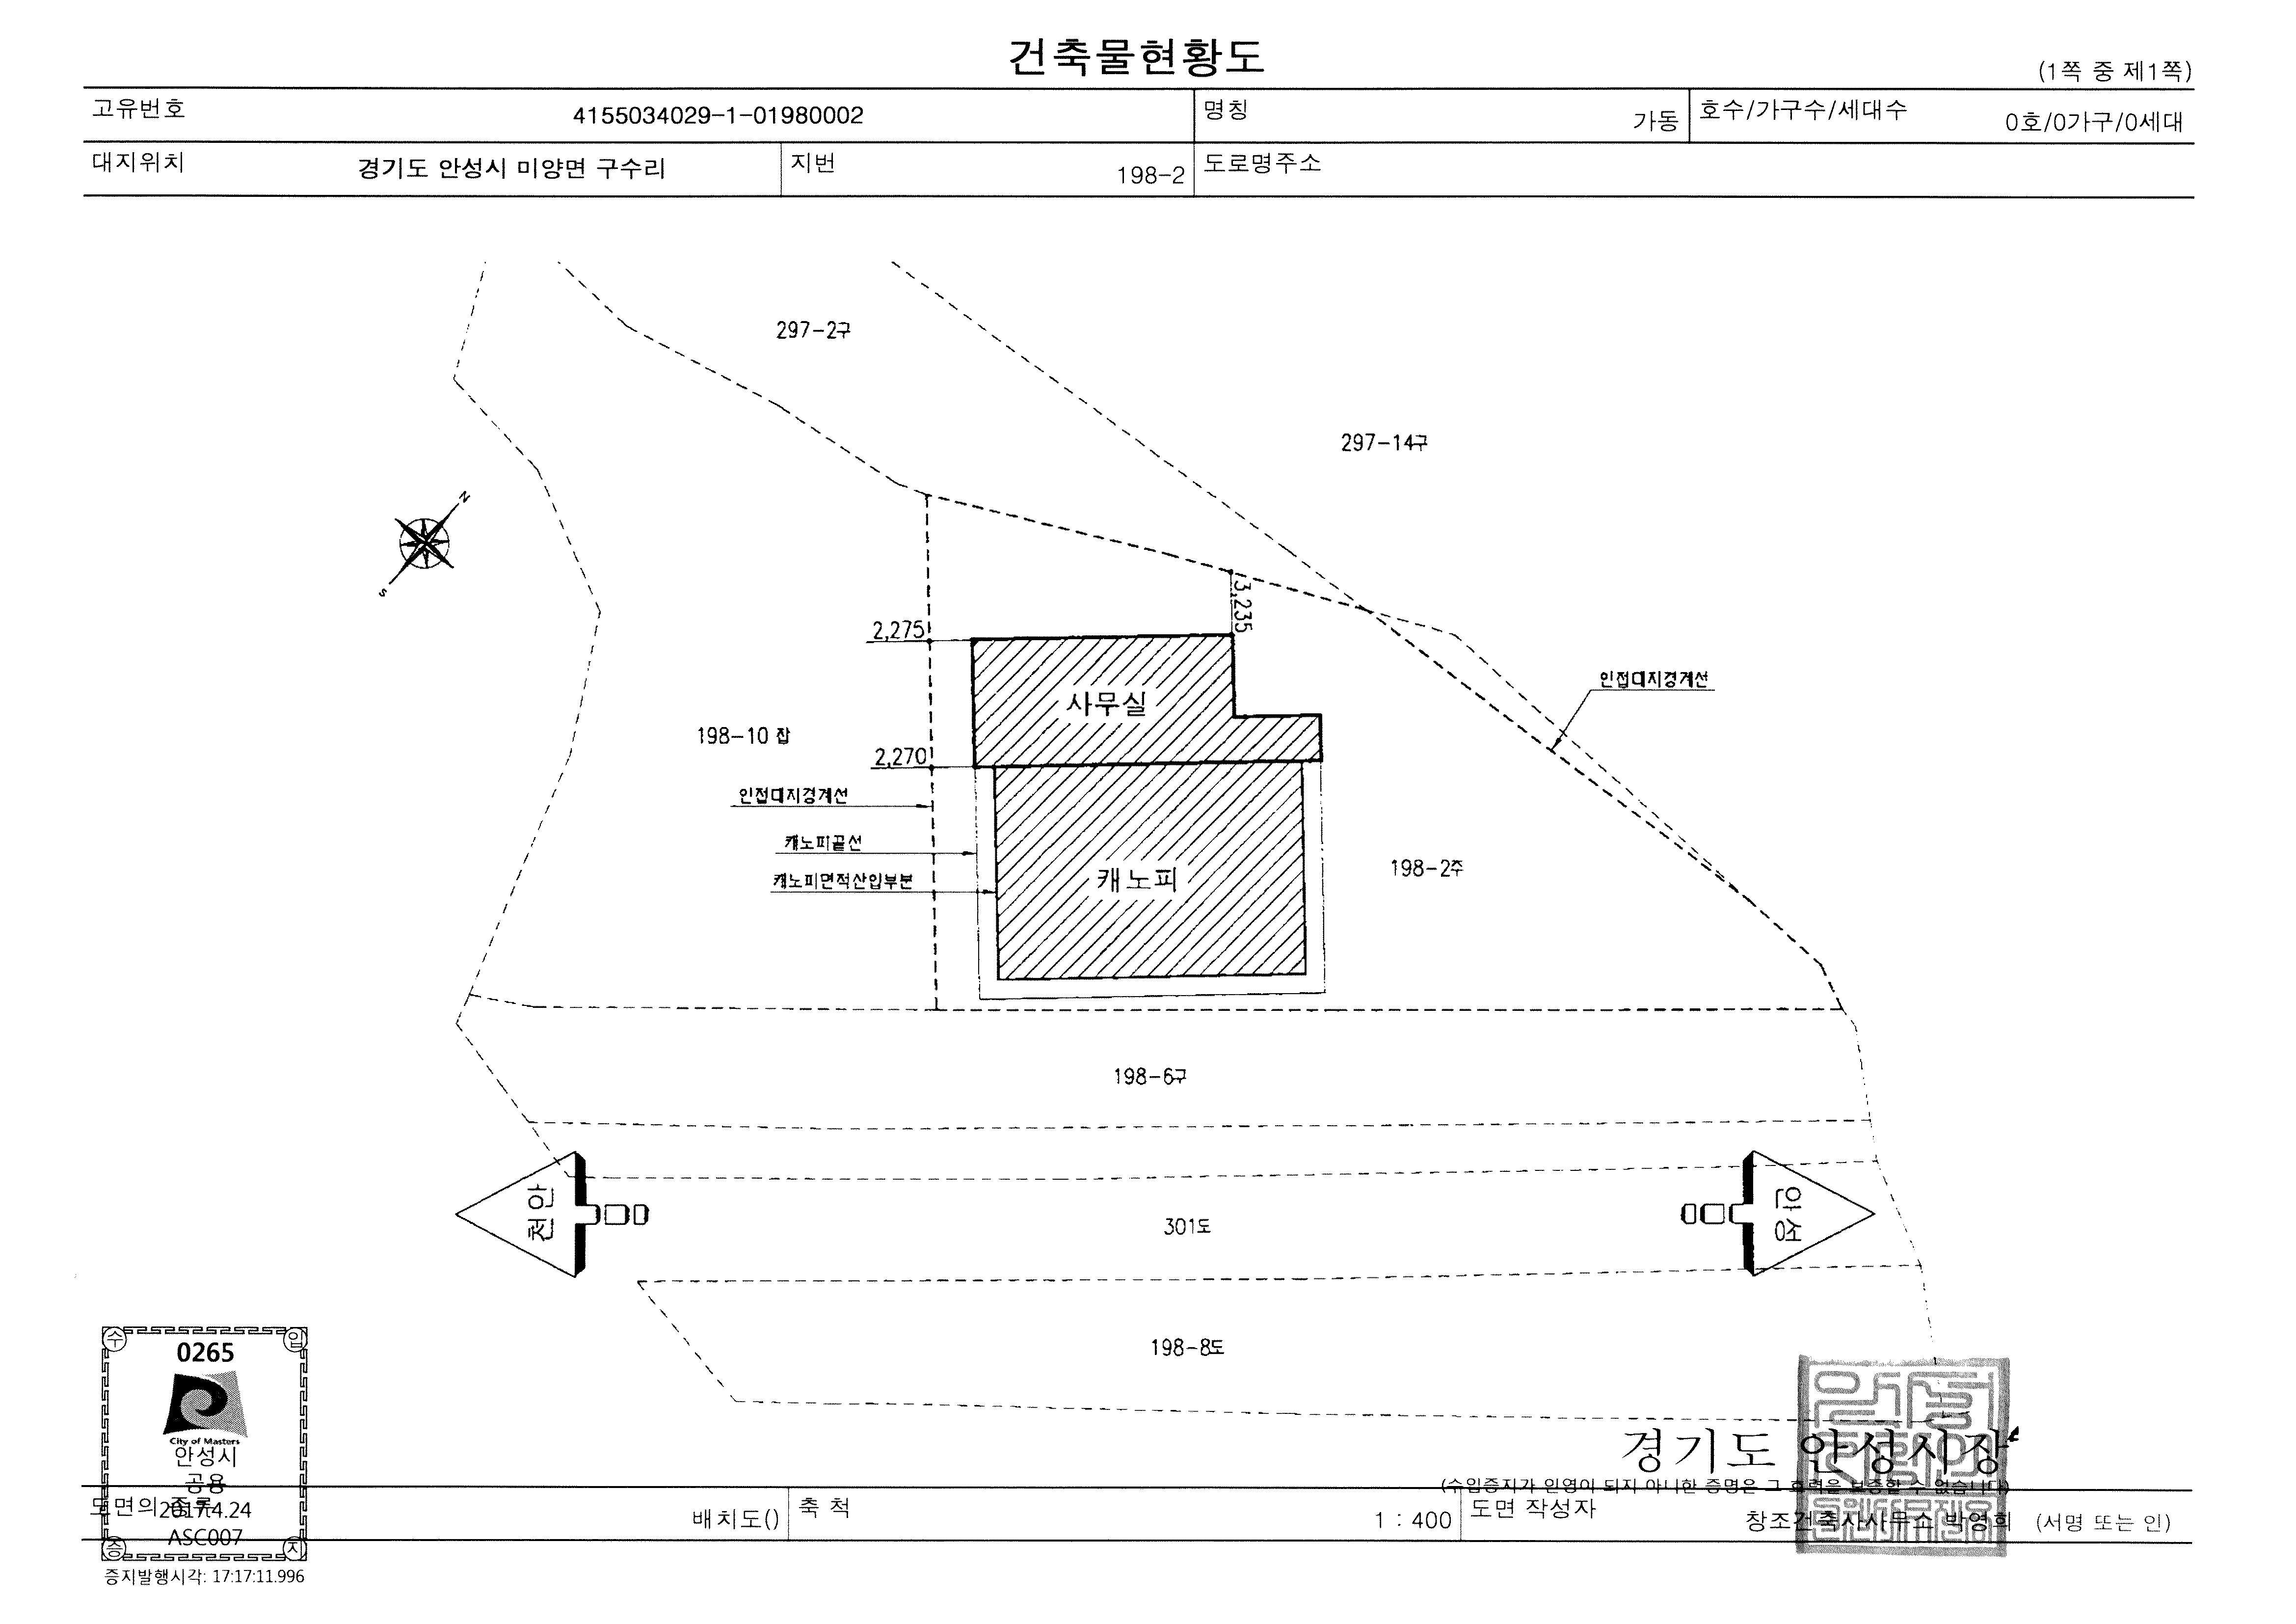 건축물현황도
(1쪽 중 제1쪽)
고유번호 4155034029-1-01980002 명칭 가동 호수/가구수/세대수 0호/0가구/0세대
대지위치 경기도 안성시 미양면 구수리 지번 198-2 도로명주소
297-2구
297-14구
N
S
3,235
2,275
인접대지경계선
사무실
198-10 잡
2,270
인접대지경계선
캐노피끝선
198-2주
캐노피면적산입부분
캐노피
198-6구
천안
안성
301도
198-8도
수 입
0265
City of Masters
안성시
공용
2017.4.24
ASC007
증 지
증지발행시각: 17:17:11.996
경기도 안성시장
(수입증지가 인영이 되지 아니한 증명은 그 효력을 보증할 수 없습니다)
도면의 종류 배치도() 축 척 1 : 400 도면 작성자 창조건축사사무소 박영희 (서명 또는 인)